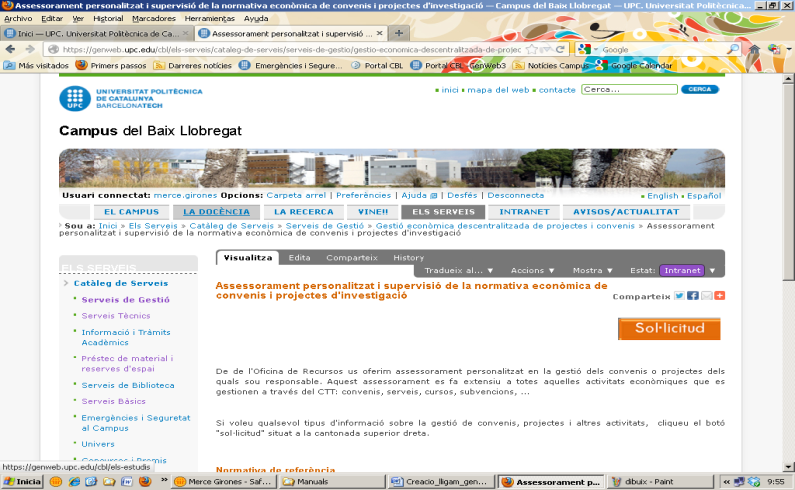 Assessorament personalitzat i supervisió de la normativa econòmica de convenis i projectes d'investigació — Campus del Baix Llobregat — UPC. Universitat Politècnica...
Arxivo Editar Ver Historial Marcadores Herramientas Ayuda
Inici — UPC. Universitat Politècnica de Ca...
Assessorament personalitzat i supervisió ...
https://genweb.upc.edu/cbl/els-serveis/cataleg-de-serveis/serveis-de-gestio/gestio-economica-descentralitzada-de-projec
Google
Más visitados Primers passos Darreres notícies Emergències i Segure... Portal CBL Portal CBL - GenWeb3 Noticies Campus Google Calendar
UNIVERSITAT POLITÈCNICA
DE CATALUNYA
BARCELONATECH
UPC
inici mapa del web contacte Cerca... CERCA
Campus del Baix Llobregat
Usuari connectat: merce.girones Opcions: Carpeta arrel | Preferències | Ajuda | Desfés | Desconnecta
English Español
EL CAMPUS LA DOCÈNCIA LA RECERCA VINE!! ELS SERVEIS INTRANET AVISOS/ACTUALITAT
Sou a: Inici » Els Serveis » Catàleg de Serveis » Serveis de Gestió » Gestió econòmica descentralitzada de projectes i convenis » Assessorament
personalitzat i supervisió de la normativa econòmica de convenis i projectes d'investigació
ELS SERVEIS
Catàleg de Serveis
Serveis de Gestió
Serveis Tècnics
Informació i Tràmits
Acadèmics
Préstec de material i
reserves d'espai
Serveis de Biblioteca
Serveis Bàsics
Emergències i Seguretat
al Campus
Univers
Concursos i Premis
Visualitza Edita Comparteix History
Tradueix al... ▼ Accions ▼ Mostra ▼ Estat: Intranet ▼
Assessorament personalitzat i supervisió de la normativa econòmica de
convenis i projectes d'investigació
Comparteix
Sol·licitud
De de l'Oficina de Recursos us oferim assessorament personalitzat en la gestió dels convenis o projectes dels
quals sou responsable. Aquest assessorament es fa extensiu a totes aquelles activitats econòmiques que es
gestionen a través del CTT: convenis, serveis, cursos, subvencions, ...
Si voleu qualsevol tipus d'informació sobre la gestió de convenis, projectes i altres activitats, cliqueu el botó
"sol·licitud" situat a la cantonada superior dreta.
Normativa de referència
https://genweb.upc.edu/cbl/els-estudis
Inicio
Merce Girones - Saf...
Manuals
Creacio_lligam_gen...
Assessorament p...
dibuix - Paint
9:55